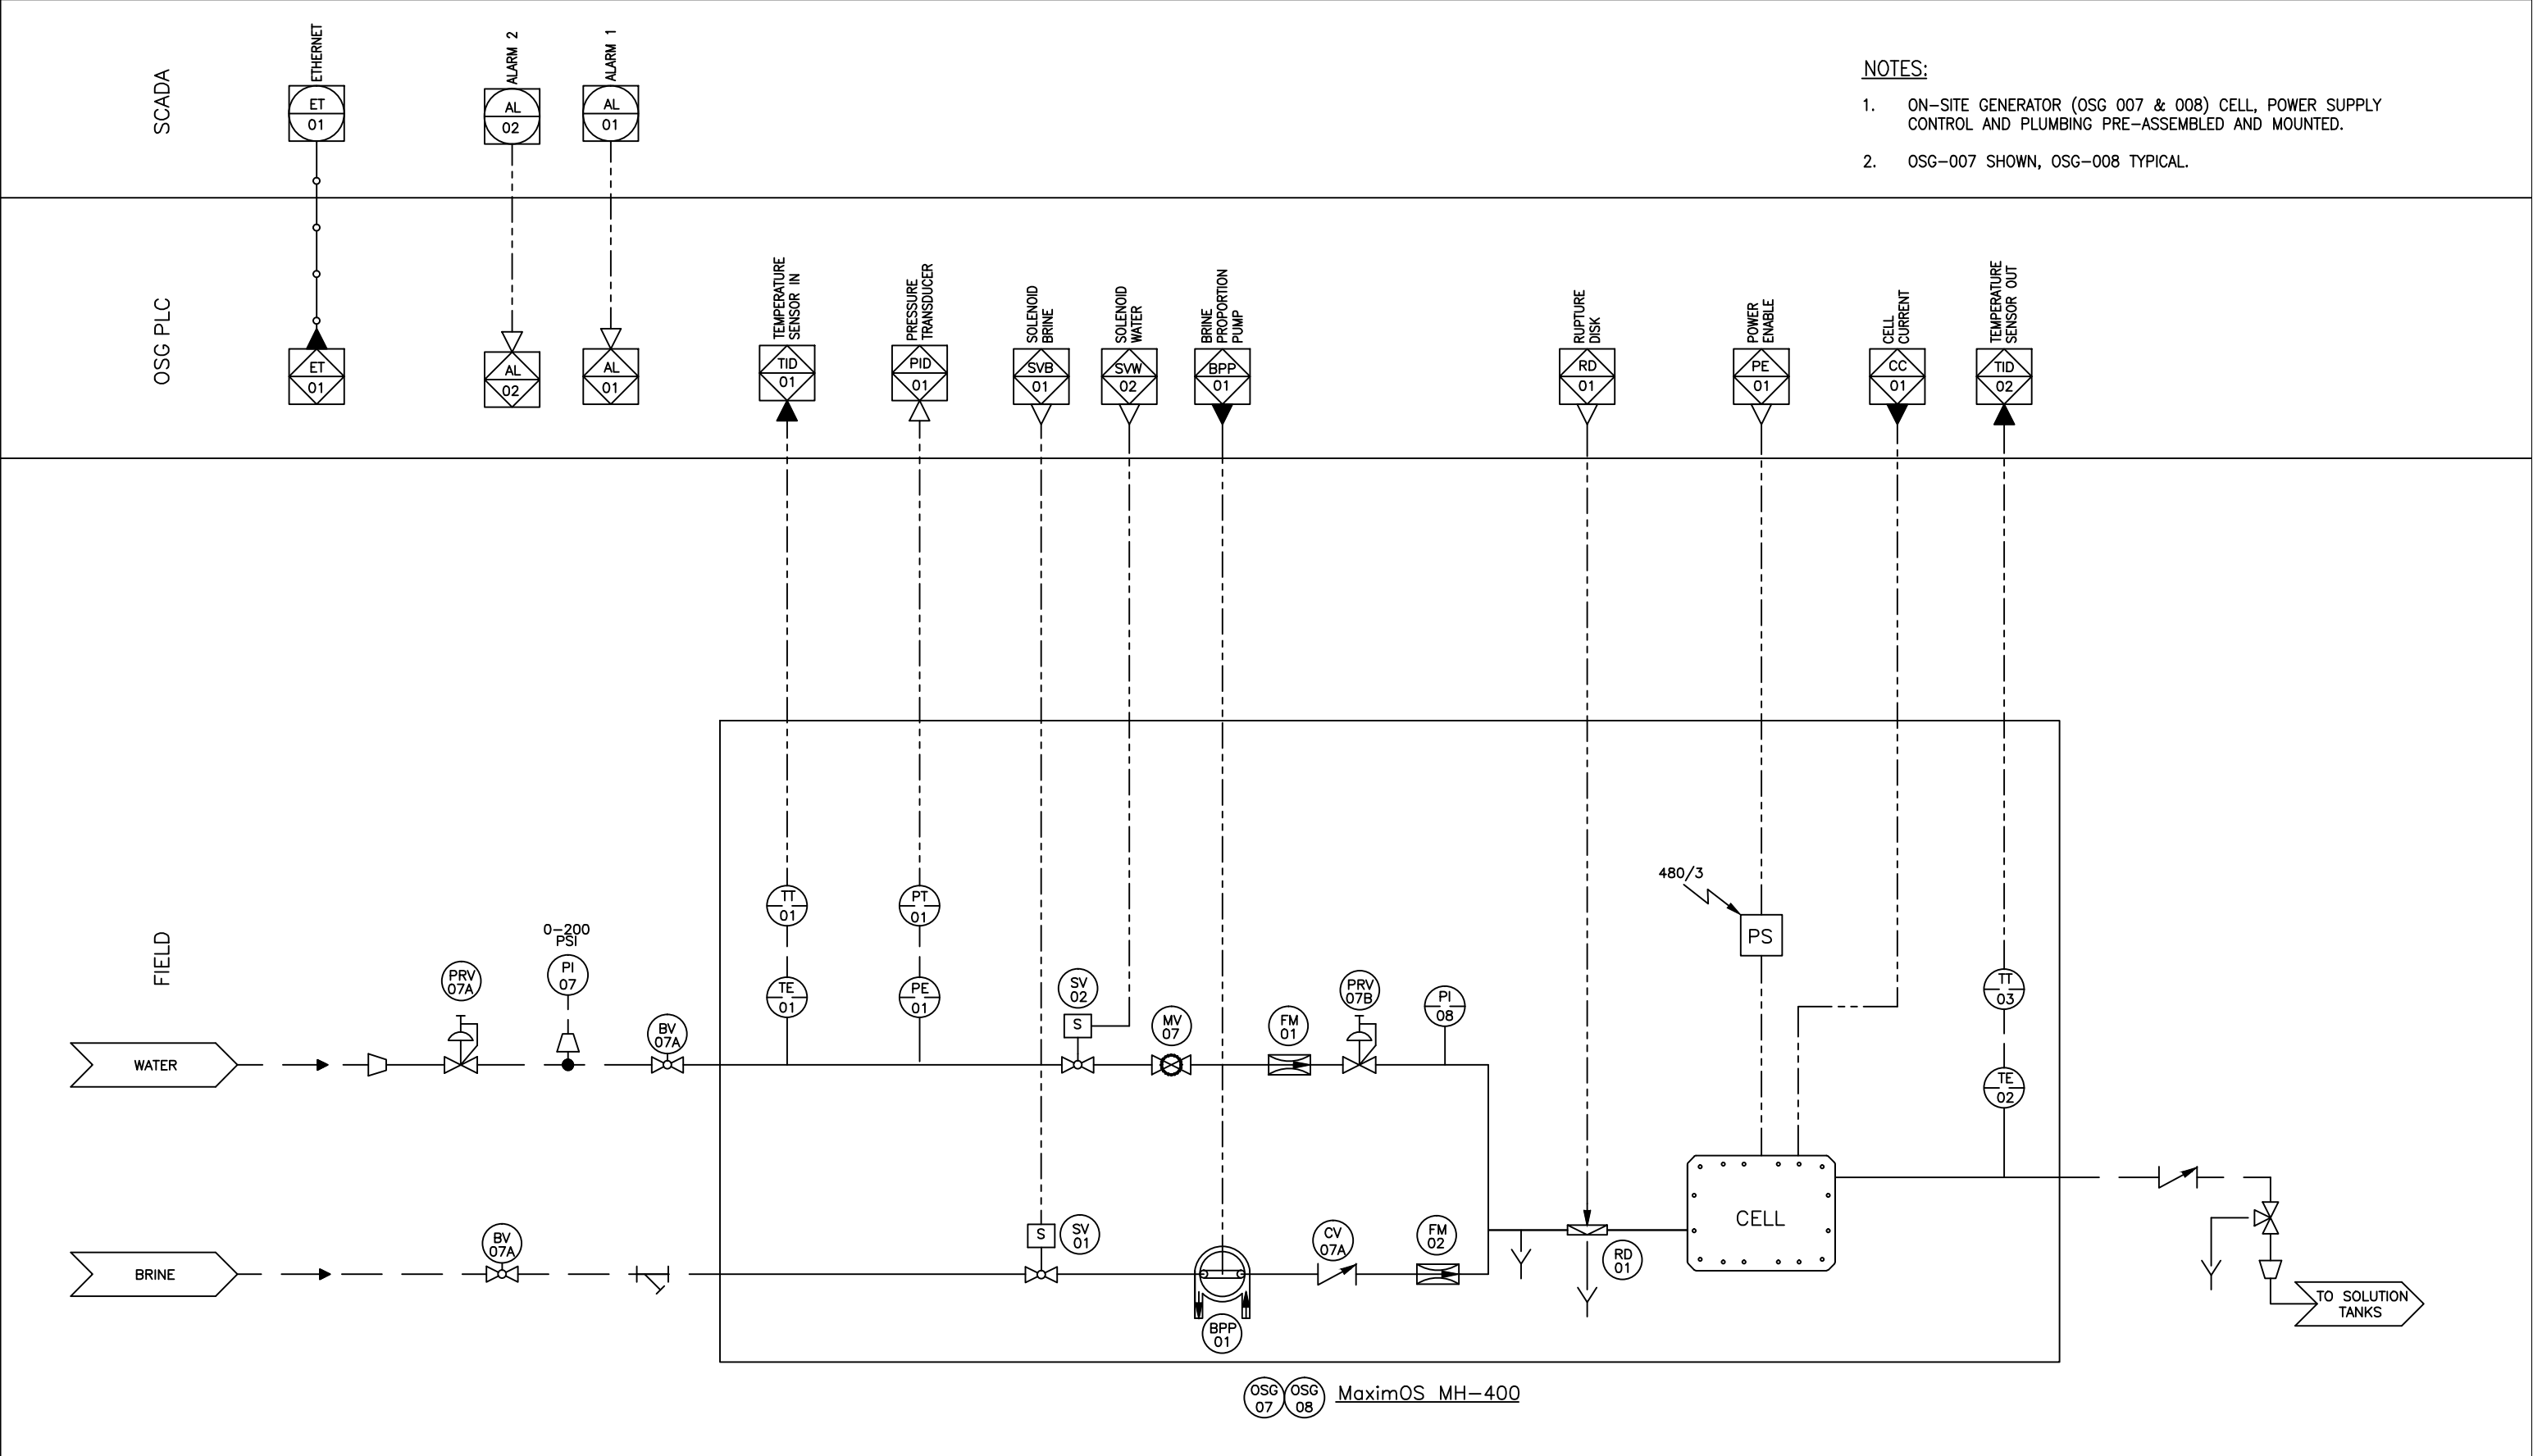 SCADA
ETHERNET
ET
01
ALARM 2
AL
02
ALARM 1
AL
01
NOTES:
1. ON-SITE GENERATOR (OSG 007 & 008) CELL, POWER SUPPLY
CONTROL AND PLUMBING PRE-ASSEMBLED AND MOUNTED.
2. OSG-007 SHOWN, OSG-008 TYPICAL.
OSG PLC
ET
01
AL
02
AL
01
TEMPERATURE
SENSOR IN
TID
01
PRESSURE
TRANSDUCER
PID
01
SOLENOID
BRINE
SVB
01
SOLENOID
WATER
SVW
02
BRINE
PROPORTION
PUMP
BPP
01
RUPTURE
DISK
RD
01
POWER
ENABLE
PE
01
CELL
CURRENT
CC
01
TEMPERATURE
SENSOR OUT
TID
02
FIELD
480/3
PS
TT
01
PT
01
0-200
PSI
PRV
07A
PI
07
BV
07A
TE
01
PE
01
SV
02
S
MV
07
FM
01
PRV
07B
PI
08
TT
03
TE
02
WATER
CELL
BRINE
BV
07A
S
SV
01
BPP
01
CV
07A
FM
02
RD
01
TO SOLUTION
TANKS
OSG
07
OSG
08
MaximOS MH-400